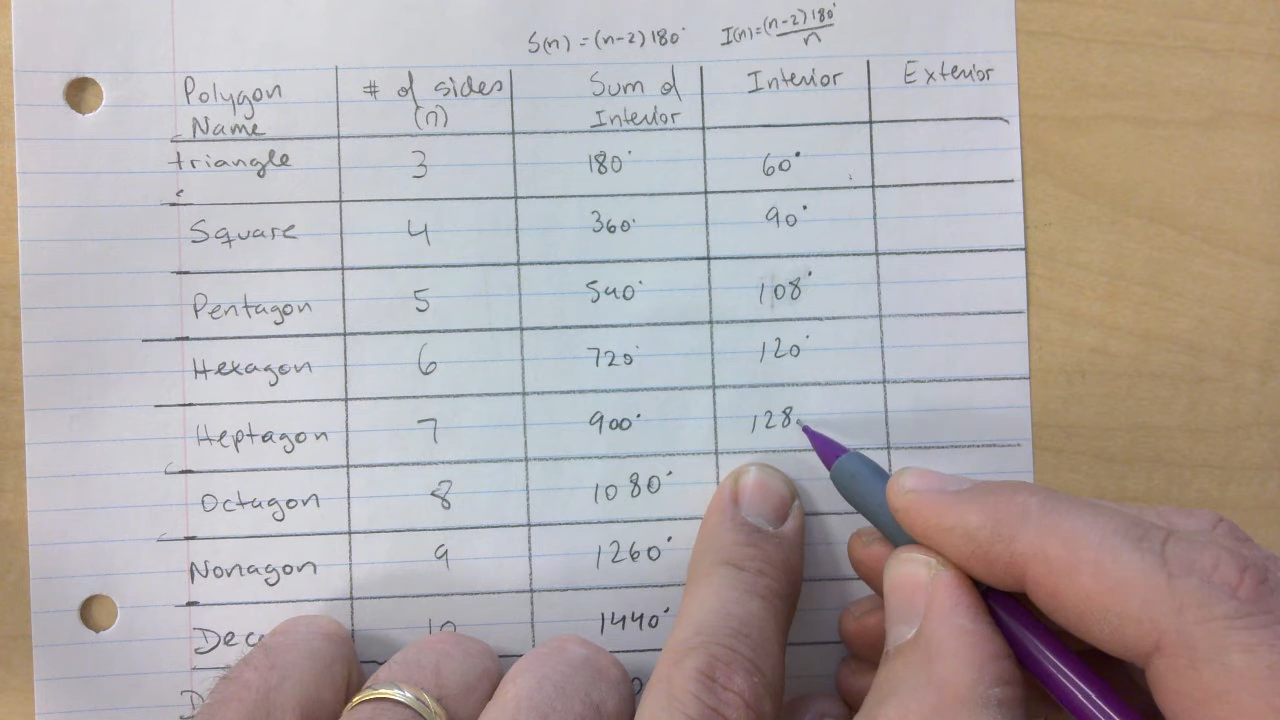 S(n) = (n-2) 180° I(n) = (n-2) 180° / n
Polygon Name # of sides (n) Sum of Interior Interior Exterior
triangle 3 180° 60°
Square 4 360° 90°
Pentagon 5 540° 108°
Hexagon 6 720° 120°
Heptagon 7 900° 128.
Octagon 8 1080°
Nonagon 9 1260°
10 1440°